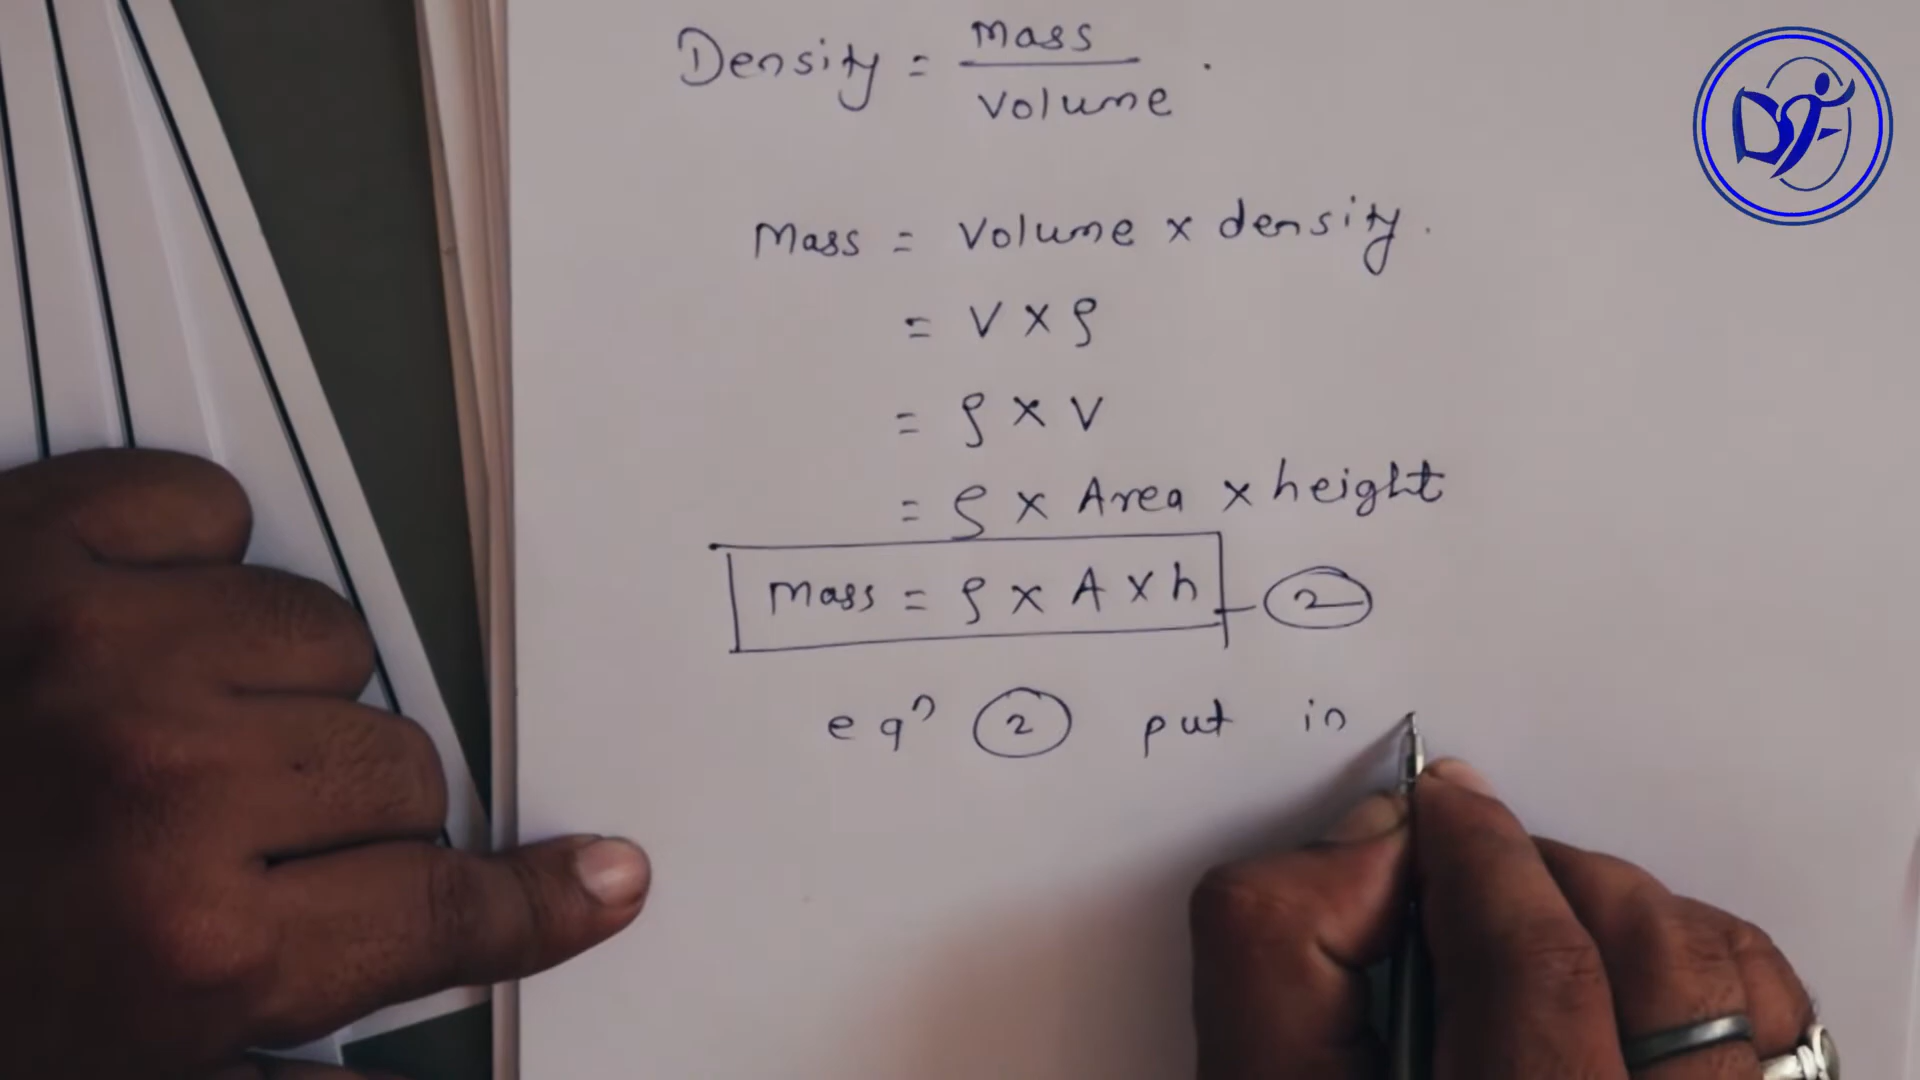 Density = mass / volume .
Mass = Volume x density .
= V x ρ
= ρ x V
= ρ x Area x height
Mass = ρ x A x h - 2
eqⁿ 2 put in